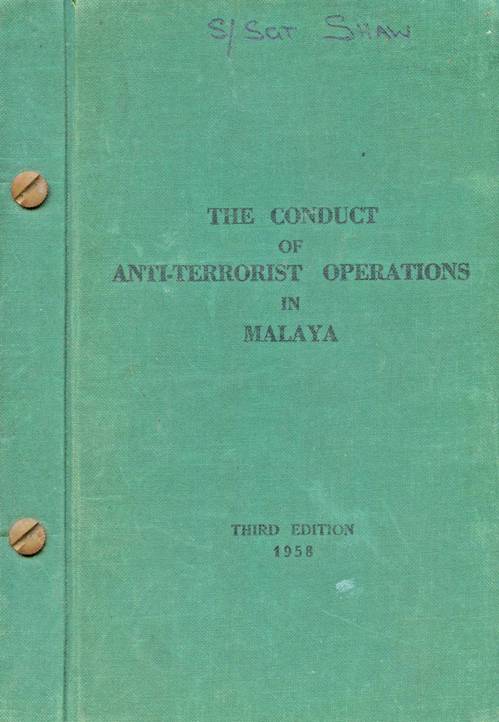 S/SGT SHAW
THE CONDUCT
OF
ANTI-TERRORIST OPERATIONS
IN
MALAYA
THIRD EDITION
1958